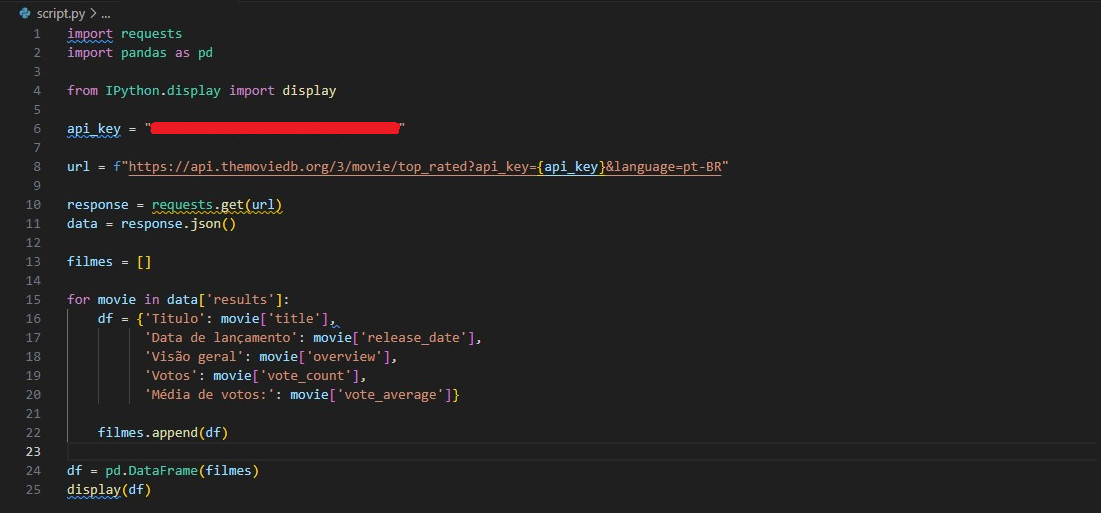 script.py > ...
1 import requests
2 import pandas as pd
3
4 from IPython.display import display
5
6 api_key = ""
7
8 url = f"https://api.themoviedb.org/3/movie/top_rated?api_key={api_key}&language=pt-BR"
9
10 response = requests.get(url)
11 data = response.json()
12
13 filmes = []
14
15 for movie in data['results']:
16 df = {'Titulo': movie['title'],
17 'Data de lançamento': movie['release_date'],
18 'Visão geral': movie['overview'],
19 'Votos': movie['vote_count'],
20 'Média de votos:': movie['vote_average']}
21
22 filmes.append(df)
23
24 df = pd.DataFrame(filmes)
25 display(df)